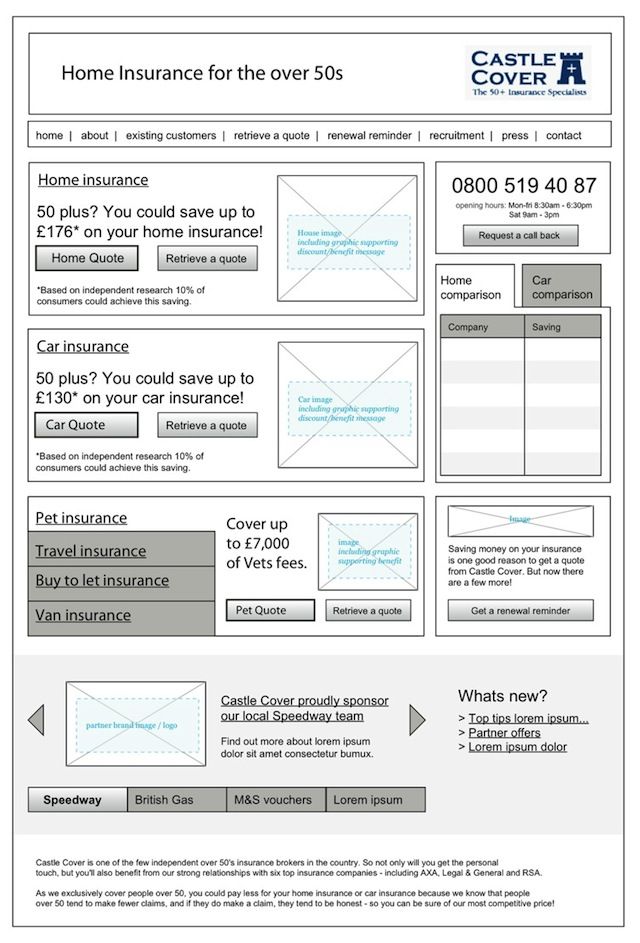 Home Insurance for the over 50s
CASTLE
COVER
The 50+ Insurance Specialists
home | about | existing customers | retrieve a quote | renewal reminder | recruitment | press | contact
Home insurance
50 plus? You could save up to
£176* on your home insurance!
Home Quote
Retrieve a quote
*Based on independent research 10% of
consumers could achieve this saving.
House image
including graphic supporting
discount/benefit message
0800 519 40 87
opening hours: Mon-fri 8:30am - 6:30pm
Sat 9am - 3pm
Request a call back
Home
comparison
Car
comparison
Company
Saving
Car insurance
50 plus? You could save up to
£130* on your car insurance!
Car Quote
Retrieve a quote
*Based on independent research 10% of
consumers could achieve this saving.
Car image
including graphic supporting
discount/benefit message
Pet insurance
Travel insurance
Buy to let insurance
Van insurance
Cover up
to £7,000
of Vets fees.
image
including graphic
supporting benefit
Pet Quote
Retrieve a quote
Image
Saving money on your insurance
is one good reason to get a quote
from Castle Cover. But now there
are a few more!
Get a renewal reminder
partner brand image / logo
Castle Cover proudly sponsor
our local Speedway team
Find out more about lorem ipsum
dolor sit amet consectetur bumux.
Speedway
British Gas
M&S vouchers
Lorem ipsum
Whats new?
> Top tips lorem ipsum...
> Partner offers
> Lorem ipsum dolor
Castle Cover is one of the few independent over 50's insurance brokers in the country. So not only will you get the personal
touch, but you'll also benefit from our strong relationships with six top insurance companies - including AXA, Legal & General and RSA.
As we exclusively cover people over 50, you could pay less for your home insurance or car insurance because we know that people
over 50 tend to make fewer claims, and if they do make a claim, they tend to be honest - so you can be sure of our most competitive price!